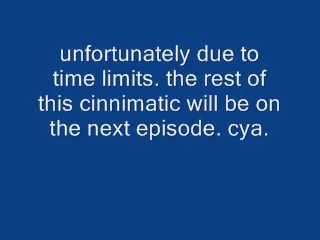 unfortunately due to
time limits. the rest of
this cinnimatic will be on
the next episode. cya.